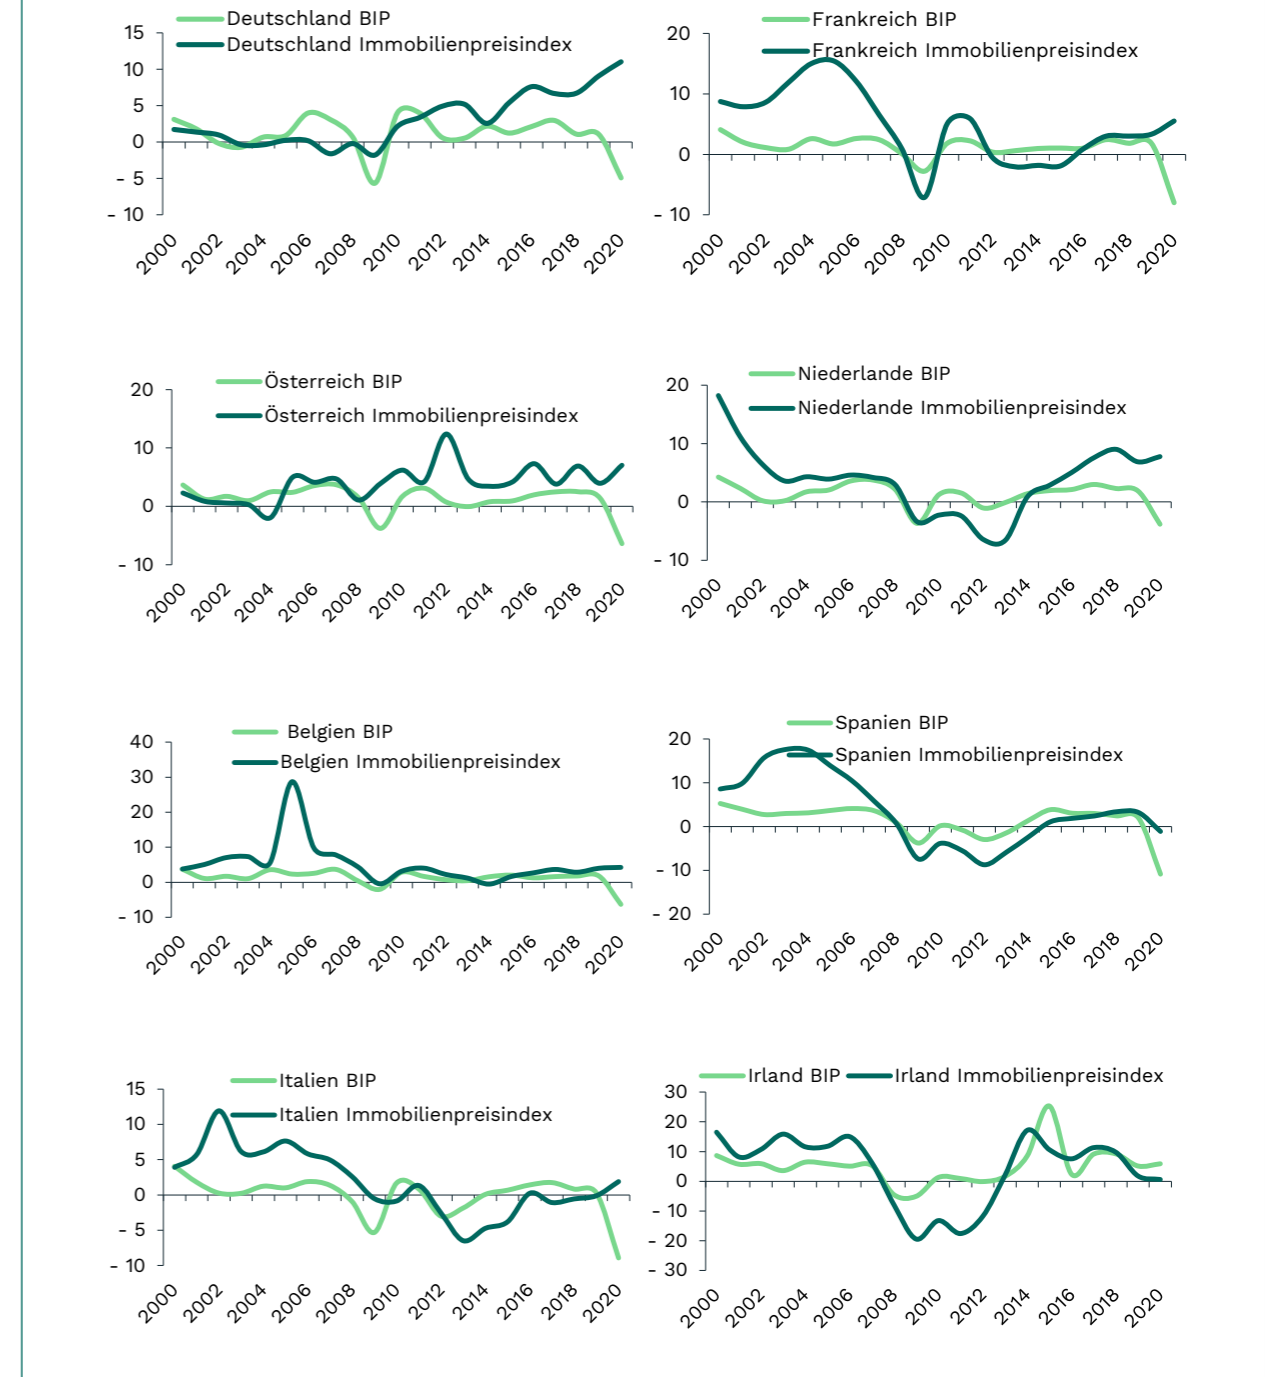 Deutschland BIP
Deutschland Immobilienpreisindex
15
10
5
0
- 5
- 10
2000 2002 2004 2006 2008 2010 2012 2014 2016 2018 2020
Frankreich BIP
Frankreich Immobilienpreisindex
20
10
0
- 10
2000 2002 2004 2006 2008 2010 2012 2014 2016 2018 2020
Österreich BIP
Österreich Immobilienpreisindex
20
10
0
- 10
2000 2002 2004 2006 2008 2010 2012 2014 2016 2018 2020
Niederlande BIP
Niederlande Immobilienpreisindex
20
10
0
- 10
2000 2002 2004 2006 2008 2010 2012 2014 2016 2018 2020
Belgien BIP
Belgien Immobilienpreisindex
40
30
20
10
0
- 10
2000 2002 2004 2006 2008 2010 2012 2014 2016 2018 2020
Spanien BIP
Spanien Immobilienpreisindex
20
10
0
- 10
- 20
2000 2002 2004 2006 2008 2010 2012 2014 2016 2018 2020
Italien BIP
Italien Immobilienpreisindex
15
10
5
0
- 5
- 10
2000 2002 2004 2006 2008 2010 2012 2014 2016 2018 2020
Irland BIP Irland Immobilienpreisindex
30
20
10
0
- 10
- 20
- 30
2000 2002 2004 2006 2008 2010 2012 2014 2016 2018 2020